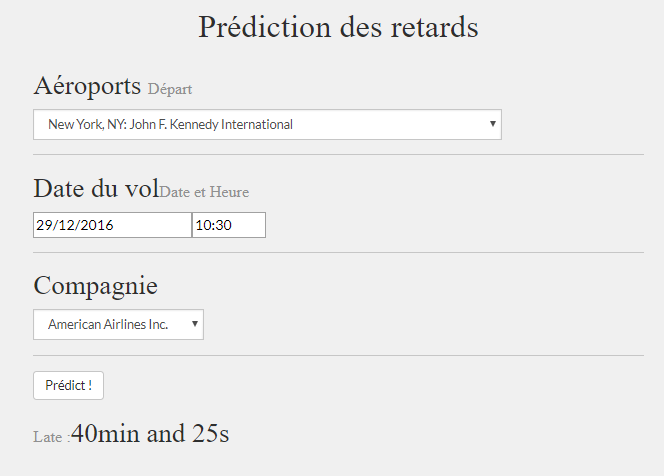 Prédiction des retards
Aéroports Départ
New York, NY: John F. Kennedy International
Date du volDate et Heure
29/12/2016 10:30
Compagnie
American Airlines Inc.
Prédict !
Late :40min and 25s